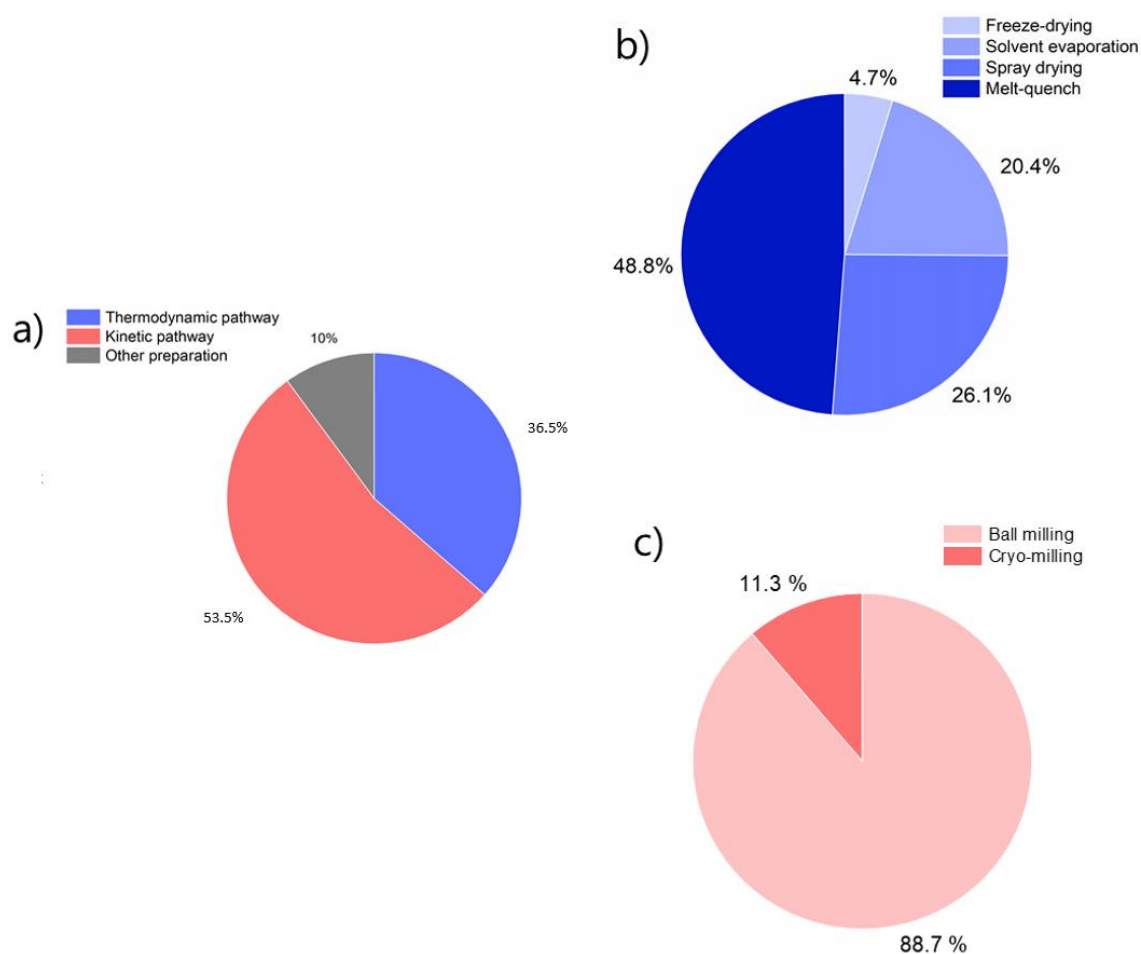 a)
Thermodynamic pathway
Kinetic pathway
Other preparation
10%
36.5%
53.5%
b)
Freeze-drying
Solvent evaporation
Spray drying
Melt-quench
4.7%
20.4%
48.8%
26.1%
c)
Ball milling
Cryo-milling
11.3 %
88.7 %